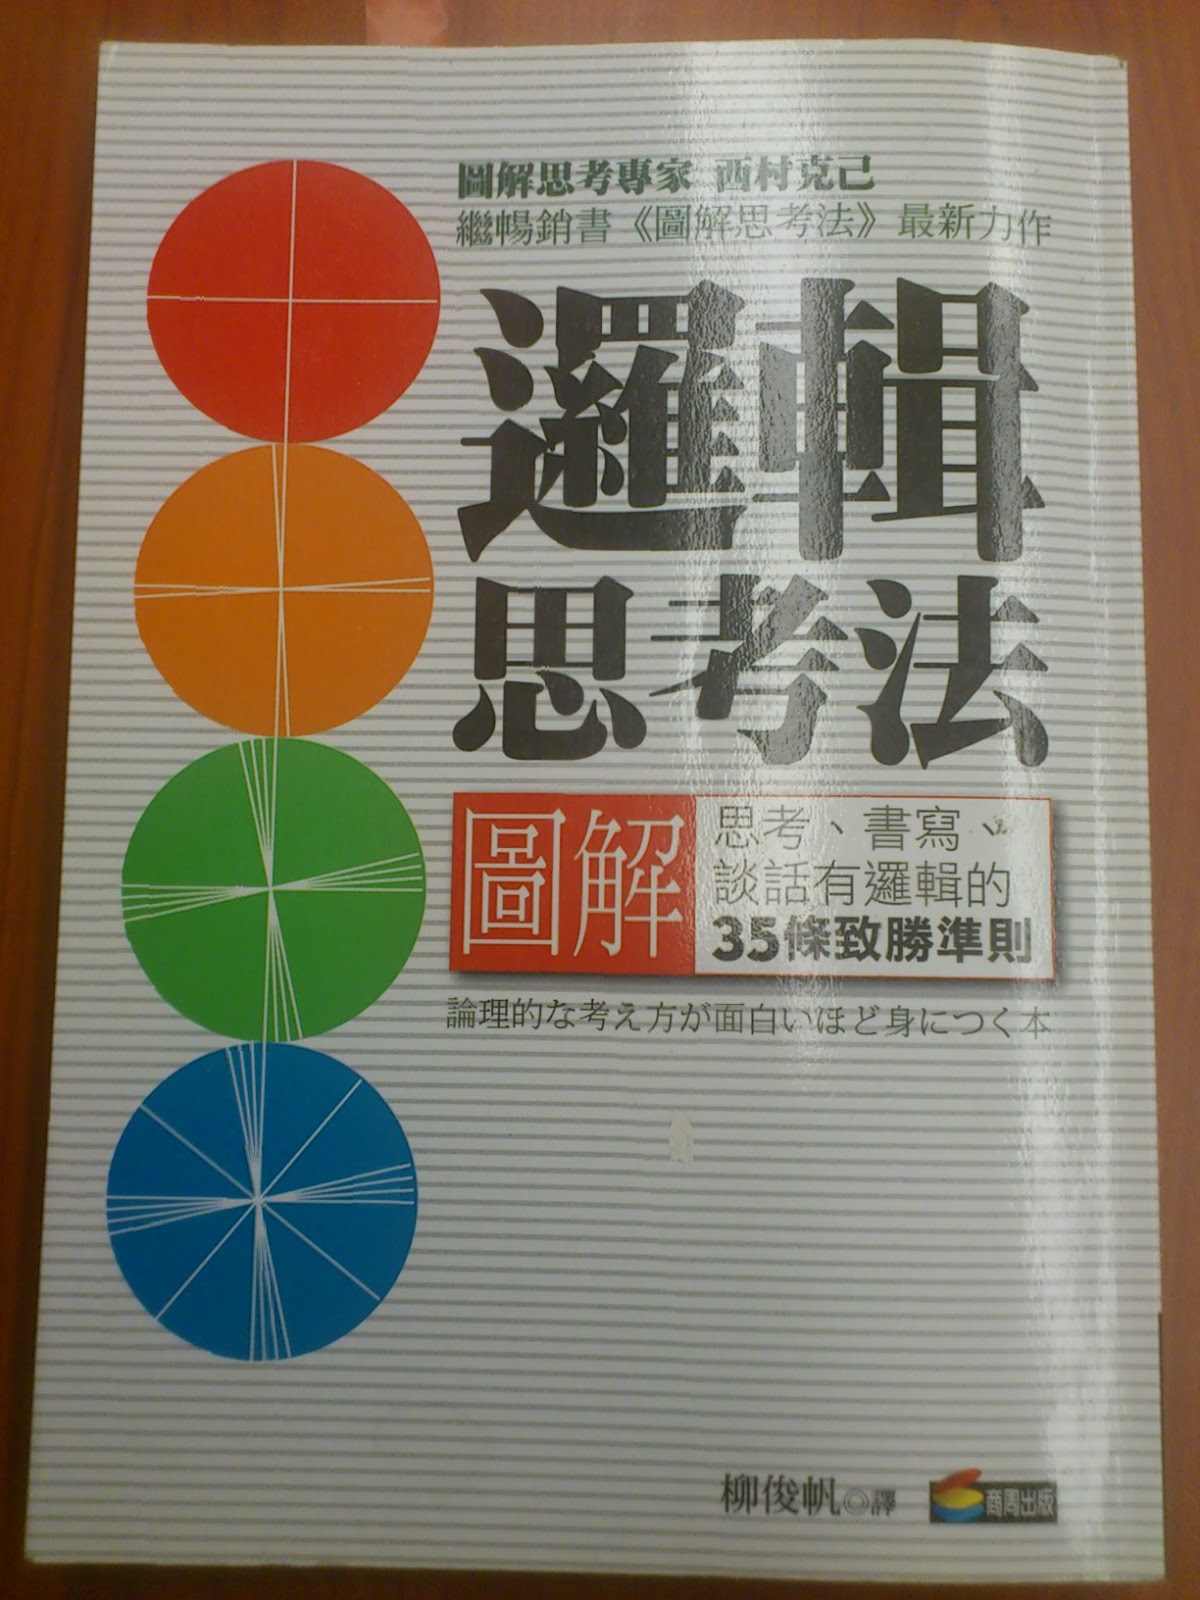 圖解思考專家 西村克己
繼暢銷書《圖解思考法》最新力作
邏輯
思考法
圖解
思考、書寫、
談話有邏輯的
35條致勝準則
論理的な考え方が面白いほど身につく本
柳俊帆◎譯
商周出版